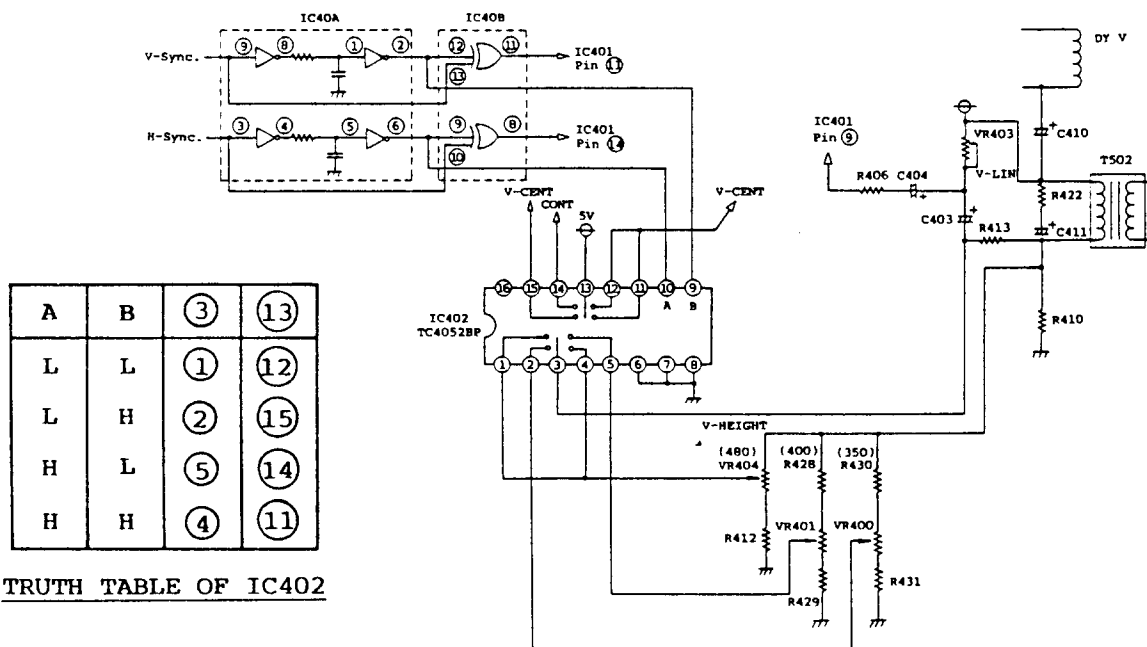 IC40A
IC40B
V-Sync.
9
8
1
2
12
11
13
IC401
Pin 11
H-Sync.
3
4
5
6
9
8
10
IC401
Pin 14
DY V
IC401
Pin 9
VR403
V-LIN
C410
T502
R406
C404
R422
C403
R413
C411
R410
V-CENT
CONT
5V
V-CENT
16 15 14 13 12 11 10 9
A B
IC402
TC4052BP
1 2 3 4 5 6 7 8
V-HEIGHT
(480)
VR404
(400)
R428
(350)
R430
R412
VR401
VR400
R429
R431
A B 3 13
L L 1 12
L H 2 15
H L 5 14
H H 4 11
TRUTH TABLE OF IC402